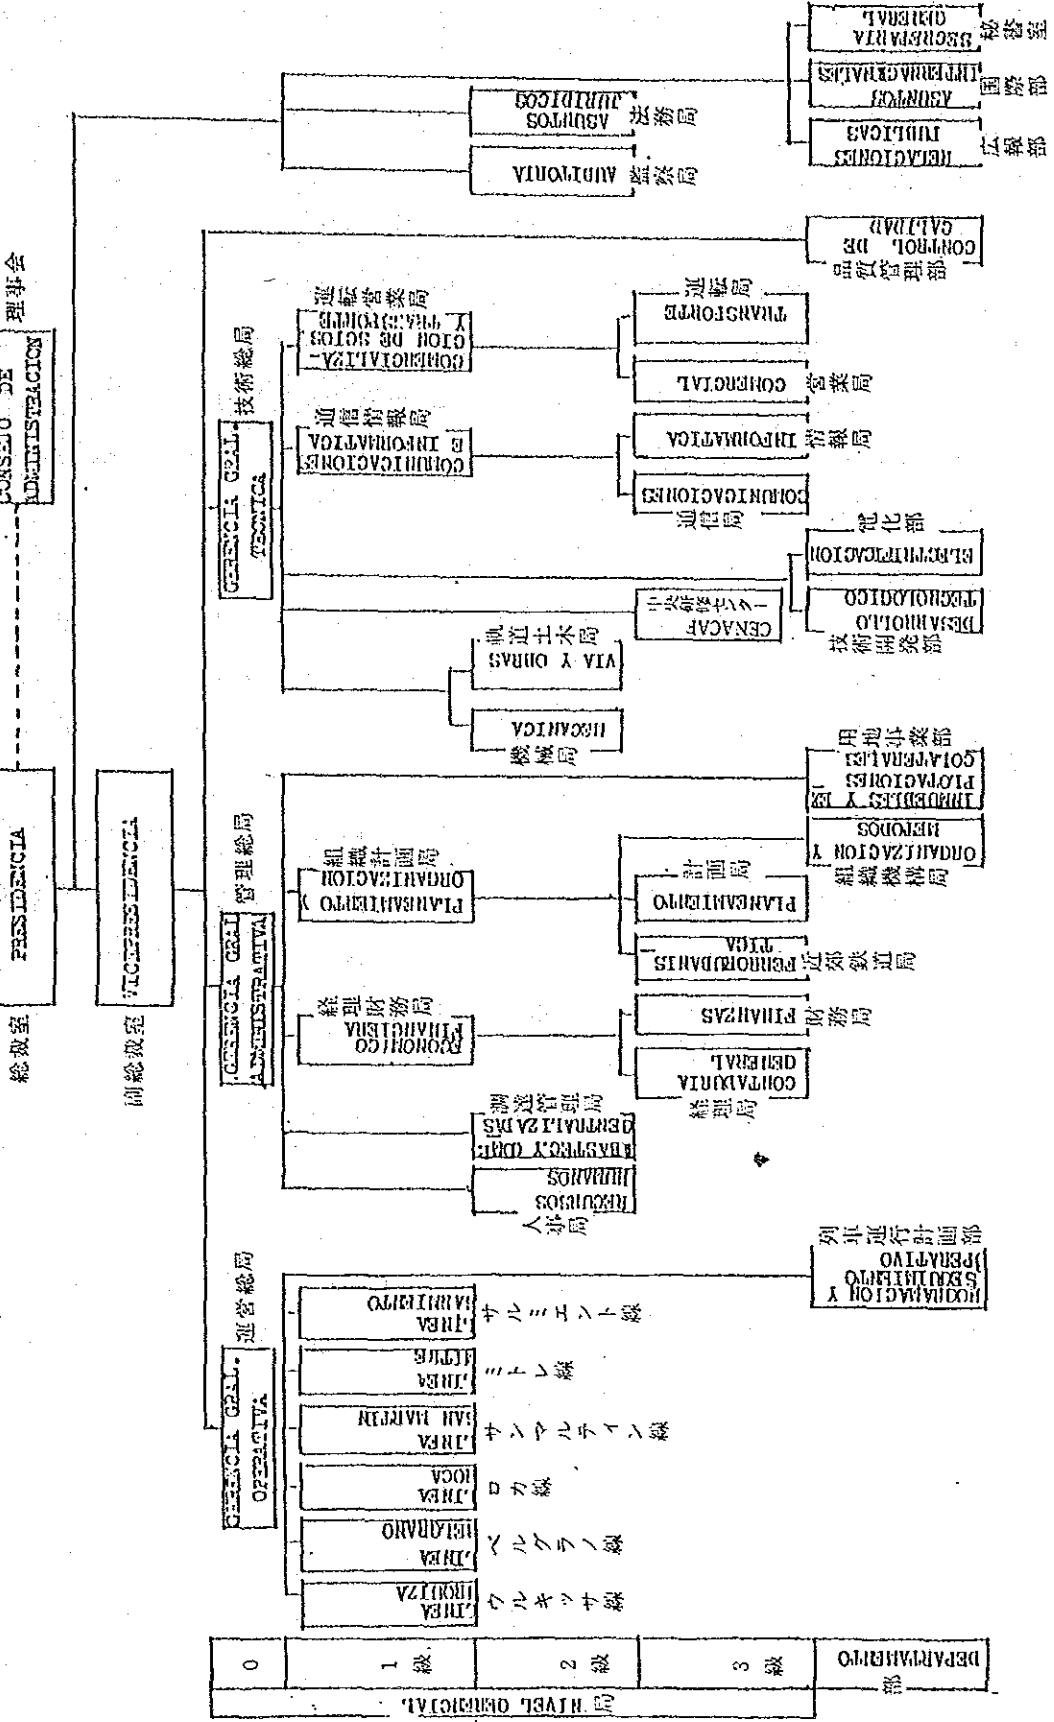 CONSEJO DE
ADMINISTRACION
理事会
PRESIDENCIA
総裁室
VICEPRESIDENCIA
副総裁室
ASUNTOS
JURIDICOS
法務局
AUDITORIA
監察局
SECRETARIA
GENERAL
秘書室
ASUNTOS
INTERNACIONALES
国際部
RELACIONES
PUBLICAS
広報部
CONTROL DE
CALIDAD
品質管理部
GERENCIA GRAL.
TECNICA
技術総局
COMERCIALIZA-
CION DE SCIOS
Y TRANSPORTE
運転営業局
TRANSPORTE
運転局
COMERCIAL
営業局
COMUNICACIONES
E INFORMATICA
通信情報局
INFORMATICA
情報局
COMUNICACIONES
通信局
ELECTRIFICACION
電化部
DESARROLLO
TECNOLOGICO
技術開発部
CENACAF
中央研修センター
VIA Y OBRAS
軌道土木局
MECANICA
機械局
GERENCIA GRAL
ADMINISTRATIVA
管理総局
INMUEBLES Y EX
PLOTACIONES
COLATERALES
用地事業部
PLANEAMIENTO Y
ORGANIZACION
組織計画局
ORGANIZACION Y
METODOS
組織機構局
PLANEAMIENTO
計画局
FERROURBANIS
TICA
近郊鉄道局
ECONOMICO
FINANCIERA
経理財務局
FINANZAS
財務局
CONTADURIA
GENERAL
経理局
ABASTEC.Y COMP.
CENTRALIZADAS
調達管理局
RECURSOS
HUMANOS
人事局
GERENCIA GRAL.
OPERATIVA
運営総局
PROGRAMACION Y
SEGUIMIENTO
OPERATIVO
列車運行計画部
LINEA
SARMIENTO
サルミエント線
LINEA
MITRE
ミトレ線
LINEA
SAN MARTIN
サンマルティン線
LINEA
ROCA
ロカ線
LINEA
BELGRANO
ベルグラノ線
LINEA
URQUIZA
ウルキッサ線
0
1 級
2 級
3 級
局 NIVEL GERENCIAL
DEPARTAMENTO
部